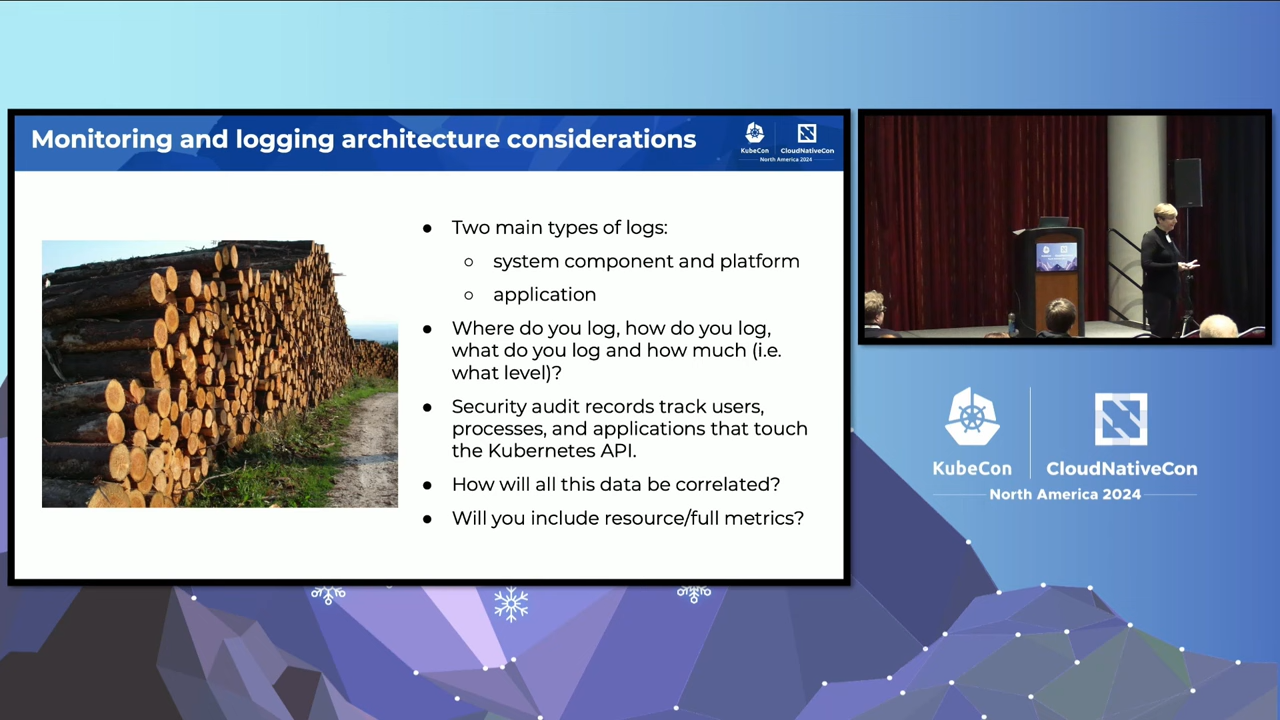 Monitoring and logging architecture considerations
KubeCon
CloudNativeCon
North America 2024
● Two main types of logs:
○ system component and platform
○ application
● Where do you log, how do you log,
what do you log and how much (i.e.
what level)?
● Security audit records track users,
processes, and applications that touch
the Kubernetes API.
● How will all this data be correlated?
● Will you include resource/full metrics?
KubeCon
CloudNativeCon
North America 2024